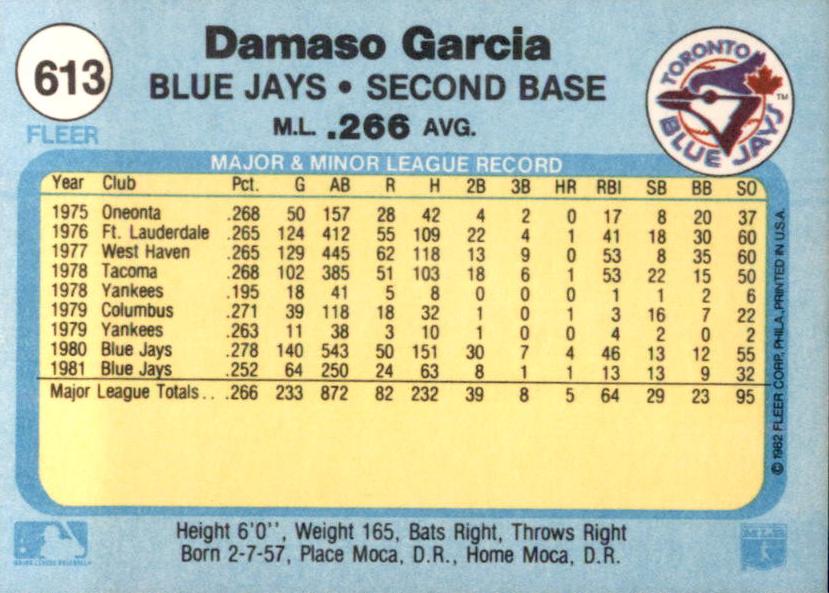 613
FLEER
Damaso Garcia
BLUE JAYS • SECOND BASE
M.L. .266 AVG.
TORONTO
BLUE JAYS
TM
MAJOR & MINOR LEAGUE RECORD
Year Club Pct. G AB R H 2B 3B HR RBI SB BB SO
1975 Oneonta .268 50 157 28 42 4 2 0 17 8 20 37
1976 Ft. Lauderdale .265 124 412 55 109 22 4 1 41 18 30 60
1977 West Haven .265 129 445 62 118 13 9 0 53 8 35 60
1978 Tacoma .268 102 385 51 103 18 6 1 53 22 15 50
1978 Yankees .195 18 41 5 8 0 0 0 1 1 2 6
1979 Columbus .271 39 118 18 32 1 0 1 3 16 7 22
1979 Yankees .263 11 38 3 10 1 0 0 4 2 0 2
1980 Blue Jays .278 140 543 50 151 30 7 4 46 13 12 55
1981 Blue Jays .252 64 250 24 63 8 1 1 13 13 9 32
Major League Totals. . .266 233 872 82 232 39 8 5 64 29 23 95
© 1982 FLEER CORP, PHILA., PRINTED IN U.S.A.
Height 6'0'', Weight 165, Bats Right, Throws Right
Born 2-7-57, Place Moca, D.R., Home Moca, D.R.
MAJOR LEAGUE BASEBALL